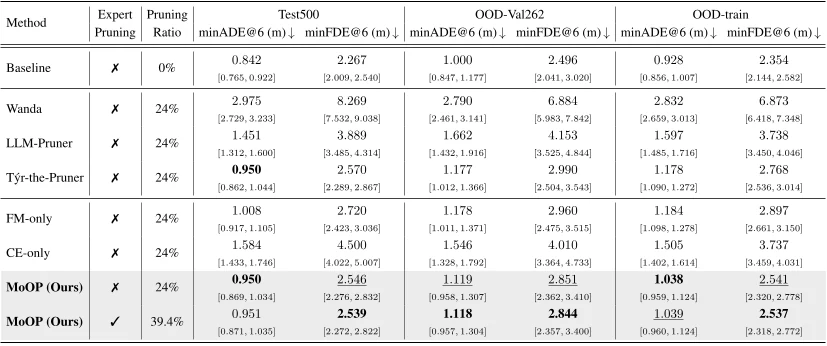 Method Expert Pruning Pruning Ratio Test500 OOD-Val262 OOD-train
minADE@6 (m)↓ minFDE@6 (m)↓ minADE@6 (m)↓ minFDE@6 (m)↓ minADE@6 (m)↓ minFDE@6 (m)↓
Baseline ✗ 0% 0.842 2.267 1.000 2.496 0.928 2.354
[0.765, 0.922] [2.009, 2.540] [0.847, 1.177] [2.041, 3.020] [0.856, 1.007] [2.144, 2.582]
Wanda ✗ 24% 2.975 8.269 2.790 6.884 2.832 6.873
[2.729, 3.233] [7.532, 9.038] [2.461, 3.141] [5.983, 7.842] [2.659, 3.013] [6.418, 7.348]
LLM-Pruner ✗ 24% 1.451 3.889 1.662 4.153 1.597 3.738
[1.312, 1.600] [3.485, 4.314] [1.432, 1.916] [3.525, 4.844] [1.485, 1.716] [3.450, 4.046]
Týr-the-Pruner ✗ 24% 0.950 2.570 1.177 2.990 1.178 2.768
[0.862, 1.044] [2.289, 2.867] [1.012, 1.366] [2.504, 3.543] [1.090, 1.272] [2.536, 3.014]
FM-only ✗ 24% 1.008 2.720 1.178 2.960 1.184 2.897
[0.917, 1.105] [2.423, 3.036] [1.011, 1.371] [2.475, 3.515] [1.098, 1.278] [2.661, 3.150]
CE-only ✗ 24% 1.584 4.500 1.546 4.010 1.505 3.737
[1.433, 1.746] [4.022, 5.007] [1.328, 1.792] [3.364, 4.733] [1.402, 1.614] [3.459, 4.031]
MoOP (Ours) ✗ 24% 0.950 2.546 1.119 2.851 1.038 2.541
[0.869, 1.034] [2.276, 2.832] [0.958, 1.307] [2.362, 3.410] [0.959, 1.124] [2.320, 2.778]
MoOP (Ours) ✓ 39.4% 0.951 2.539 1.118 2.844 1.039 2.537
[0.871, 1.035] [2.272, 2.822] [0.957, 1.304] [2.357, 3.400] [0.960, 1.124] [2.318, 2.772]